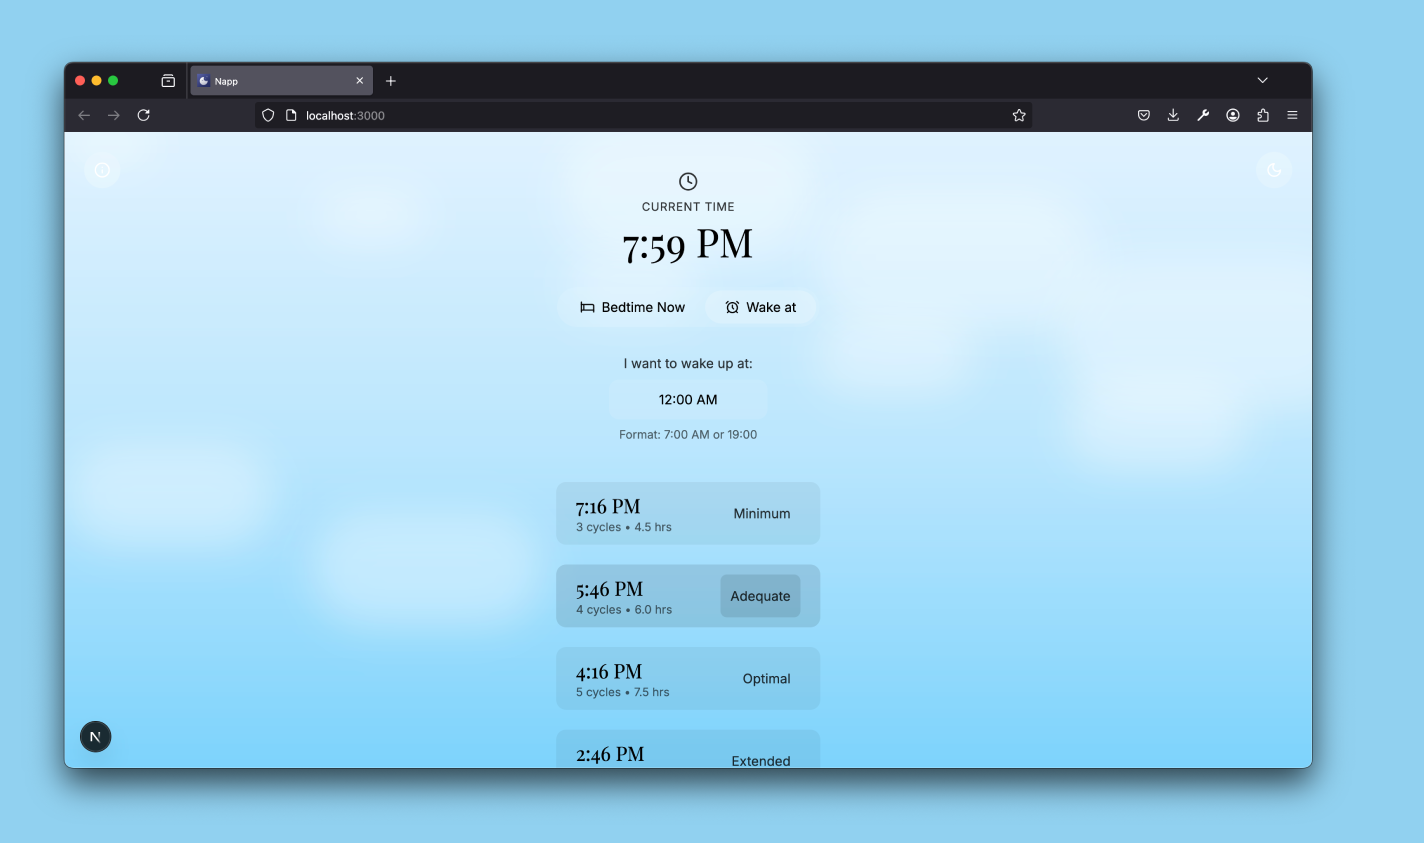 Napp
localhost:3000
CURRENT TIME
7:59 PM
Bedtime Now
Wake at
I want to wake up at:
12:00 AM
Format: 7:00 AM or 19:00
7:16 PM
Minimum
3 cycles • 4.5 hrs
5:46 PM
Adequate
4 cycles • 6.0 hrs
4:16 PM
Optimal
5 cycles • 7.5 hrs
2:46 PM
Extended
N